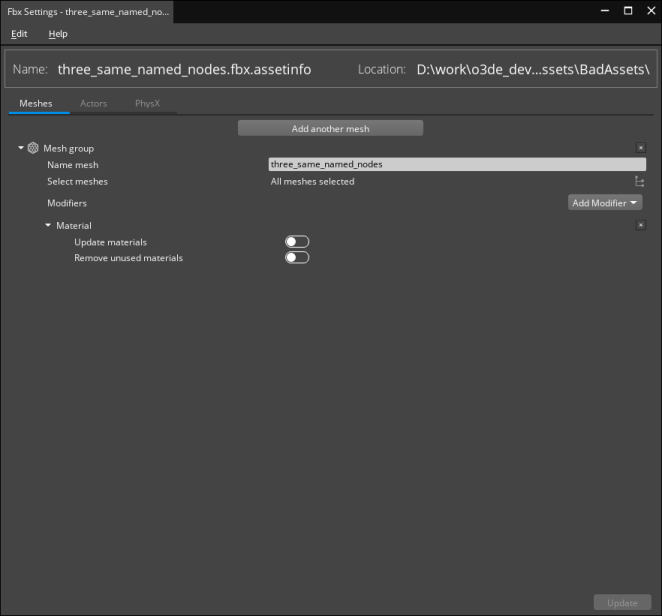 Fbx Settings - three_same_named_no...
Edit Help
Name: three_same_named_nodes.fbx.assetinfo Location: D:\work\o3de_dev...ssets\BadAssets\
Meshes Actors PhysX
Add another mesh
Mesh group
Name mesh three_same_named_nodes
Select meshes All meshes selected
Modifiers Add Modifier
Material
Update materials
Remove unused materials
Update